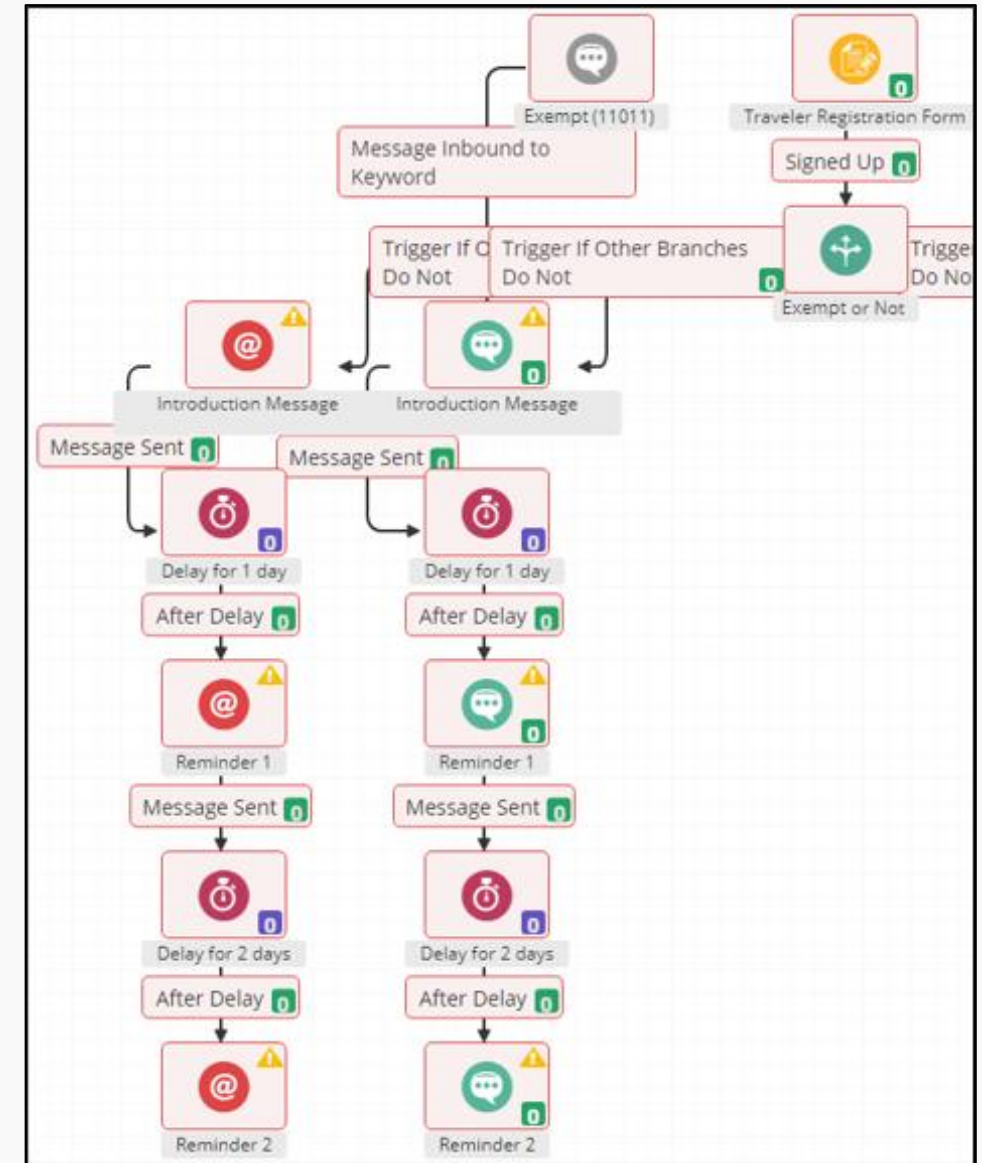 Exempt (11011)
Traveler Registration Form
Message Inbound to
Keyword
Signed Up 0
0
Trigger If O
Do Not
Trigger If Other Branches
Do Not 0
Trigge
Do No
Exempt or Not
@
0
Introduction Message
Introduction Message
Message Sent 0
Message Sent 0
0
0
Delay for 1 day
Delay for 1 day
After Delay 0
After Delay 0
@
0
Reminder 1
Reminder 1
Message Sent 0
Message Sent 0
0
0
Delay for 2 days
Delay for 2 days
After Delay 0
After Delay 0
@
0
Reminder 2
Reminder 2